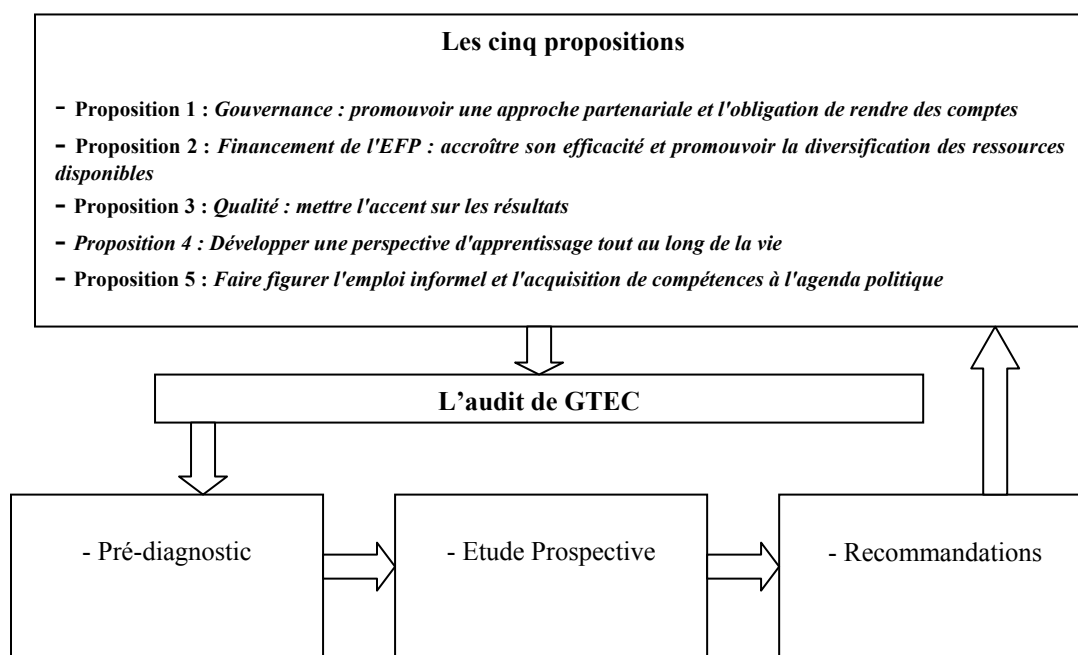 Les cinq propositions
- Proposition 1 : Gouvernance : promouvoir une approche partenariale et l'obligation de rendre des comptes
- Proposition 2 : Financement de l'EFP : accroître son efficacité et promouvoir la diversification des ressources
disponibles
- Proposition 3 : Qualité : mettre l'accent sur les résultats
- Proposition 4 : Développer une perspective d'apprentissage tout au long de la vie
- Proposition 5 : Faire figurer l'emploi informel et l'acquisition de compétences à l'agenda politique
L'audit de GTEC
- Pré-diagnostic
- Etude Prospective
- Recommandations